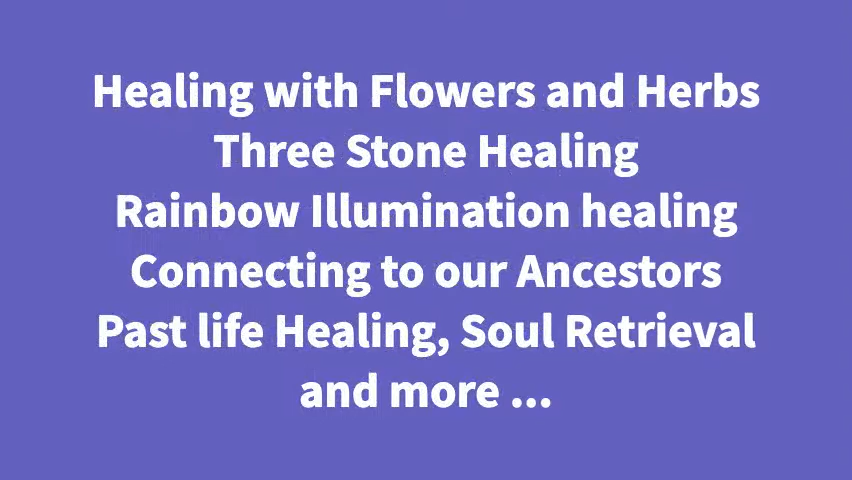 Healing with Flowers and Herbs
Three Stone Healing
Rainbow Illumination healing
Connecting to our Ancestors
Past life Healing, Soul Retrieval
and more ...